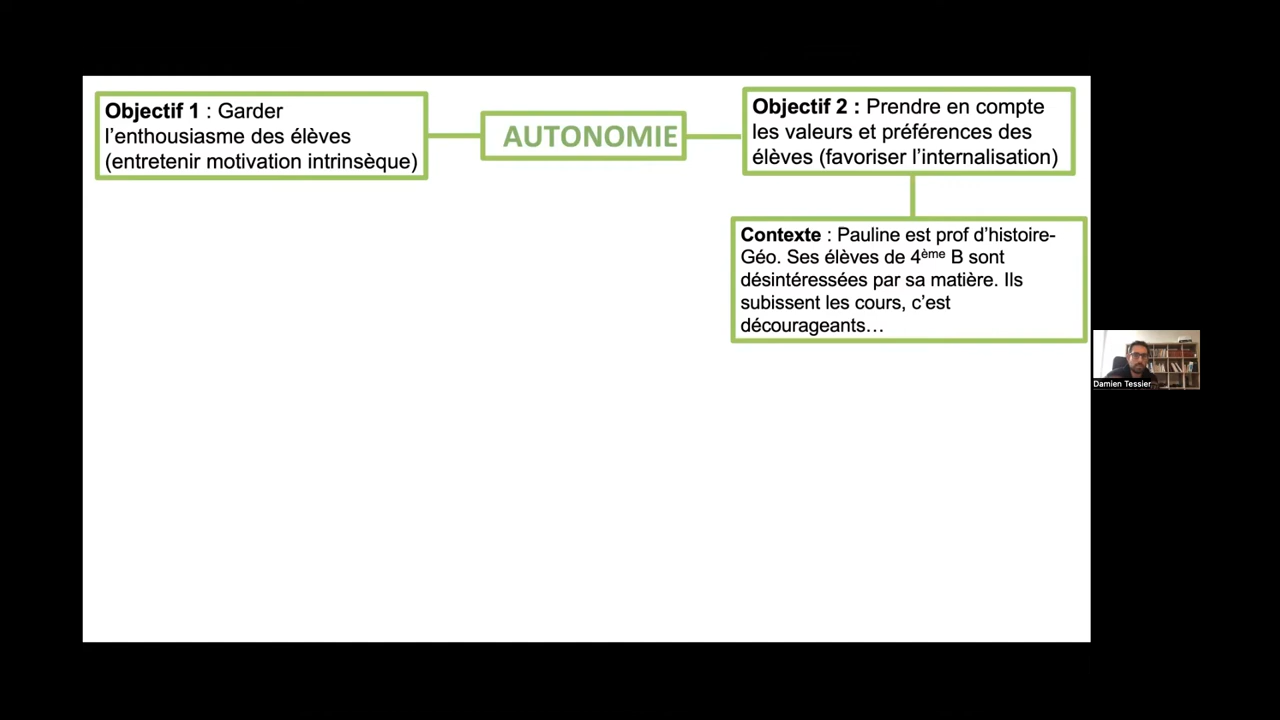 Objectif 1 : Garder
l’enthousiasme des élèves
(entretenir motivation intrinsèque)
AUTONOMIE
Objectif 2 : Prendre en compte
les valeurs et préférences des
élèves (favoriser l’internalisation)
Contexte : Pauline est prof d’histoire-
Géo. Ses élèves de 4ème B sont
désintéressées par sa matière. Ils
subissent les cours, c’est
décourageants…
Damien Tessier